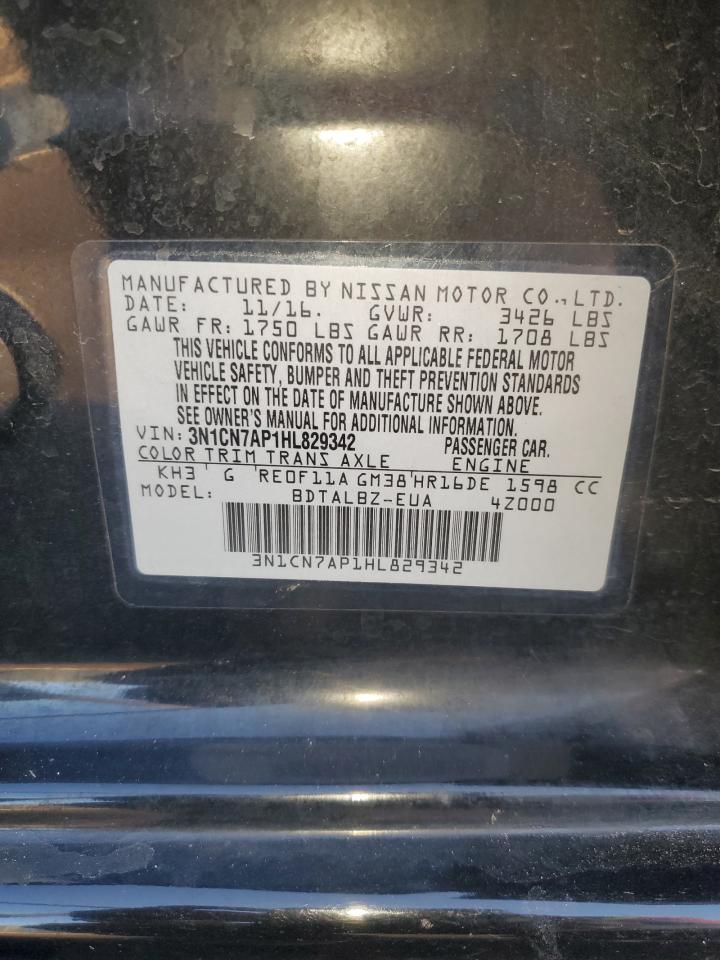 MANUFACTURED BY NISSAN MOTOR CO.,LTD.
DATE: 11/16. GVWR: 3426 LBS
GAWR FR: 1750 LBS GAWR RR: 1708 LBS
THIS VEHICLE CONFORMS TO ALL APPLICABLE FEDERAL MOTOR
VEHICLE SAFETY, BUMPER AND THEFT PREVENTION STANDARDS
IN EFFECT ON THE DATE OF MANUFACTURE SHOWN ABOVE.
SEE OWNER'S MANUAL FOR ADDITIONAL INFORMATION.
VIN: 3N1CN7AP1HL829342 PASSENGER CAR.
COLOR TRIM TRANS AXLE ENGINE
KH3 ' G 'RE0F11A GM38'HR16DE 1598 CC
MODEL: BDTALBZ-EUA 4Z000
3N1CN7AP1HL829342